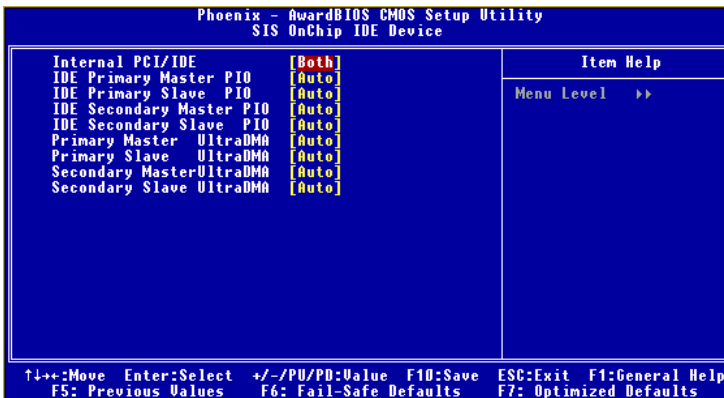 Phoenix - AwardBIOS CMOS Setup Utility
SIS OnChip IDE Device
Internal PCI/IDE [Both]
IDE Primary Master PIO [Auto]
IDE Primary Slave PIO [Auto]
IDE Secondary Master PIO [Auto]
IDE Secondary Slave PIO [Auto]
Primary Master UltraDMA [Auto]
Primary Slave UltraDMA [Auto]
Secondary MasterUltraDMA [Auto]
Secondary Slave UltraDMA [Auto]
Item Help
Menu Level ►►
↑↓→←:Move Enter:Select +/-/PU/PD:Value F10:Save ESC:Exit F1:General Help
F5: Previous Values F6: Fail-Safe Defaults F7: Optimized Defaults